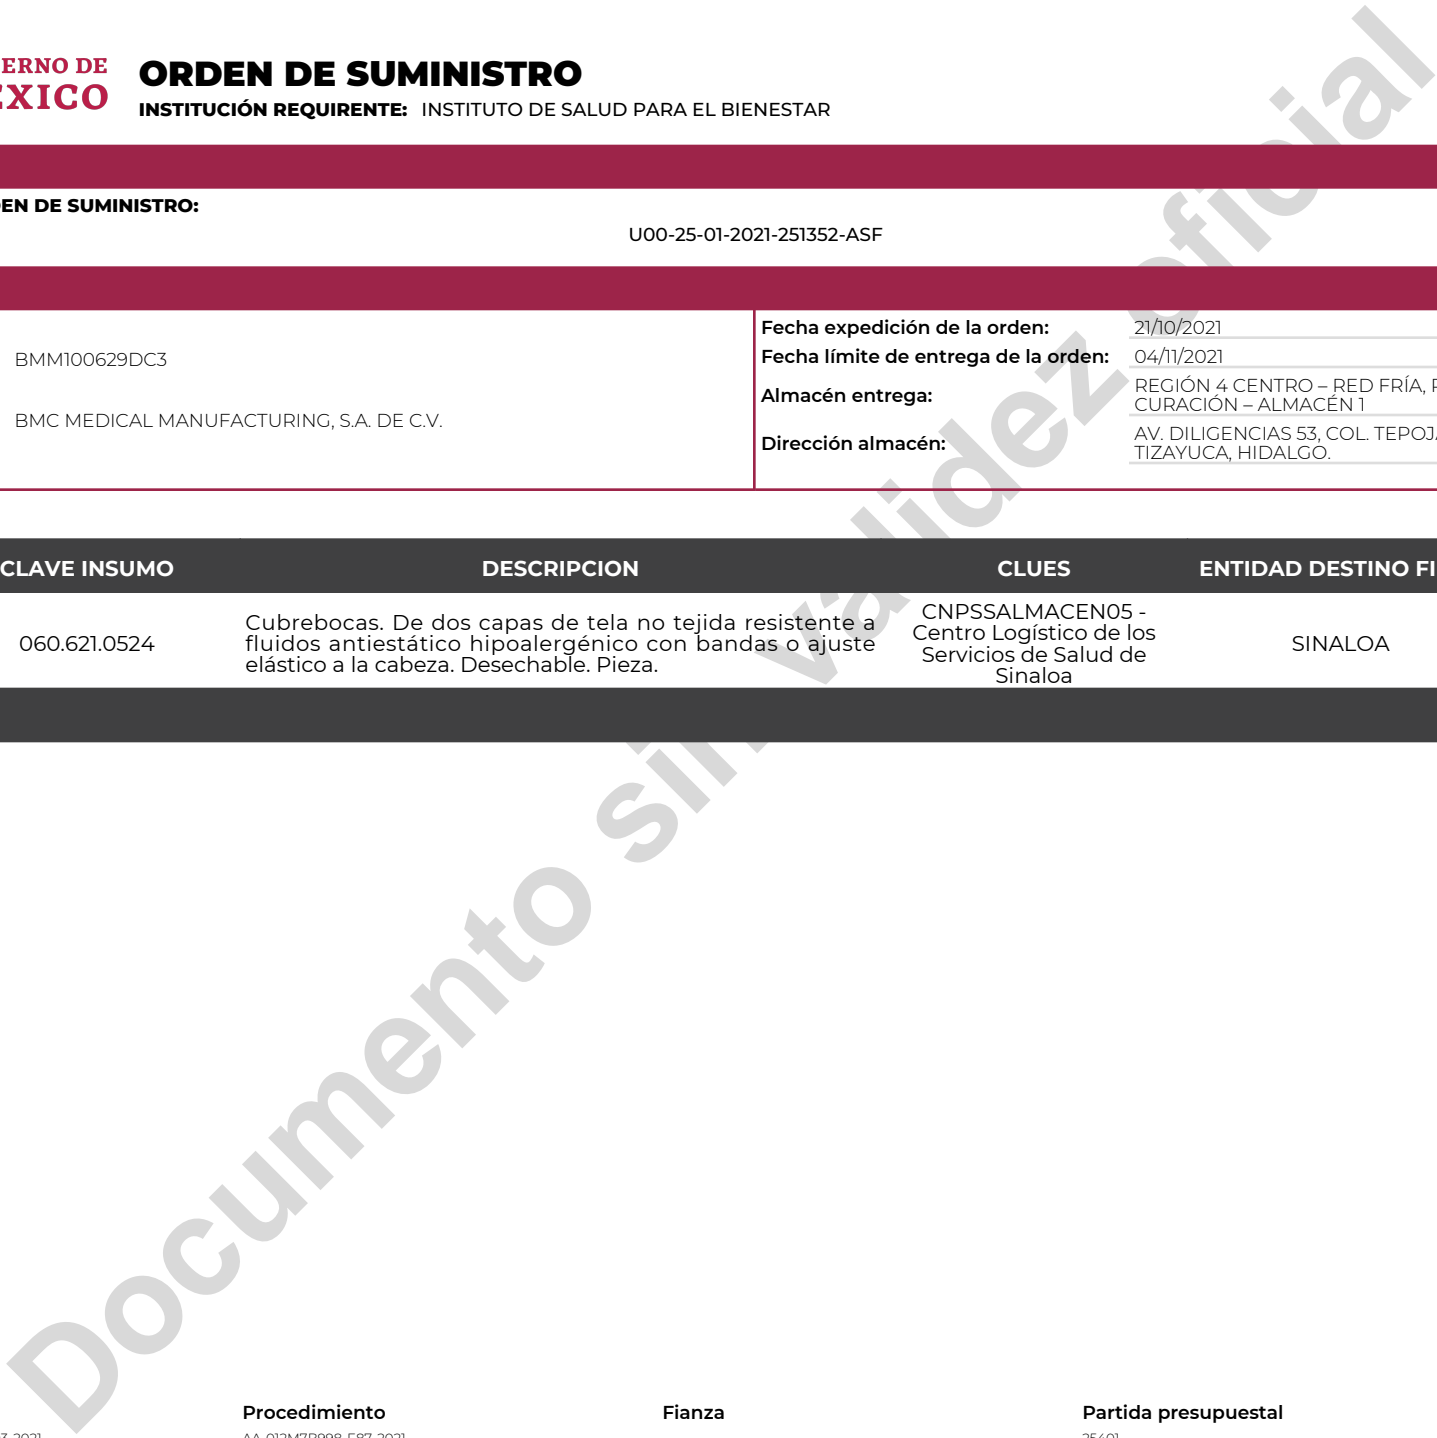 ERNO DE
ÉXICO
ORDEN DE SUMINISTRO
INSTITUCIÓN REQUIRENTE: INSTITUTO DE SALUD PARA EL BIENESTAR
EN DE SUMINISTRO:
U00-25-01-2021-251352-ASF
BMM100629DC3
BMC MEDICAL MANUFACTURING, S.A. DE C.V.
Fecha expedición de la orden: 21/10/2021
Fecha límite de entrega de la orden: 04/11/2021
Almacén entrega: REGIÓN 4 CENTRO – RED FRÍA,
CURACIÓN – ALMACÉN 1
Dirección almacén: AV. DILIGENCIAS 53, COL. TEPOJ
TIZAYUCA, HIDALGO.
CLAVE INSUMO DESCRIPCION CLUES ENTIDAD DESTINO FI
060.621.0524
Cubrebocas. De dos capas de tela no tejida resistente a
fluidos antiestático hipoalergénico con bandas o ajuste
elástico a la cabeza. Desechable. Pieza.
CNPSSALMACEN05 -
Centro Logístico de los
Servicios de Salud de
Sinaloa
SINALOA
Documento sin validez oficial
Procedimiento Fianza Partida presupuestal